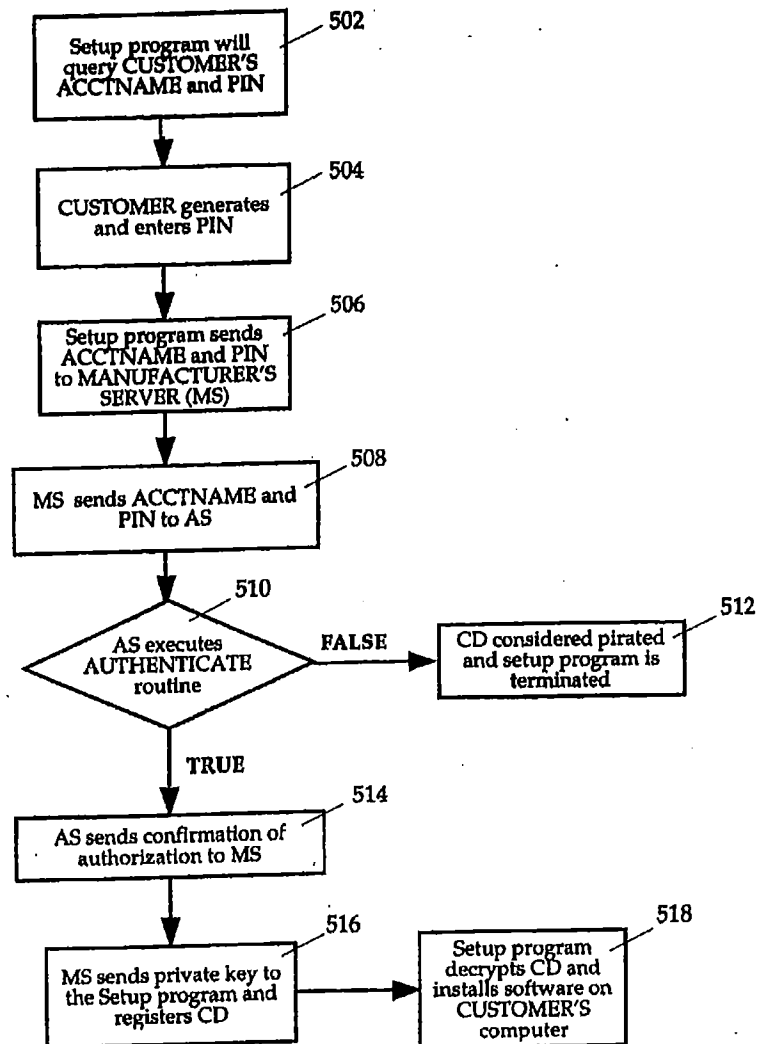 502
Setup program will
query CUSTOMER'S
ACCTNAME and PIN
504
CUSTOMER generates
and enters PIN
506
Setup program sends
ACCTNAME and PIN
to MANUFACTURER'S
SERVER (MS)
508
MS sends ACCTNAME and
PIN to AS
510
AS executes
AUTHENTICATE
routine
FALSE
512
CD considered pirated
and setup program is
terminated
TRUE
514
AS sends confirmation of
authorization to MS
516
MS sends private key to
the Setup program and
registers CD
518
Setup program
decrypts CD and
installs software on
CUSTOMER'S
computer